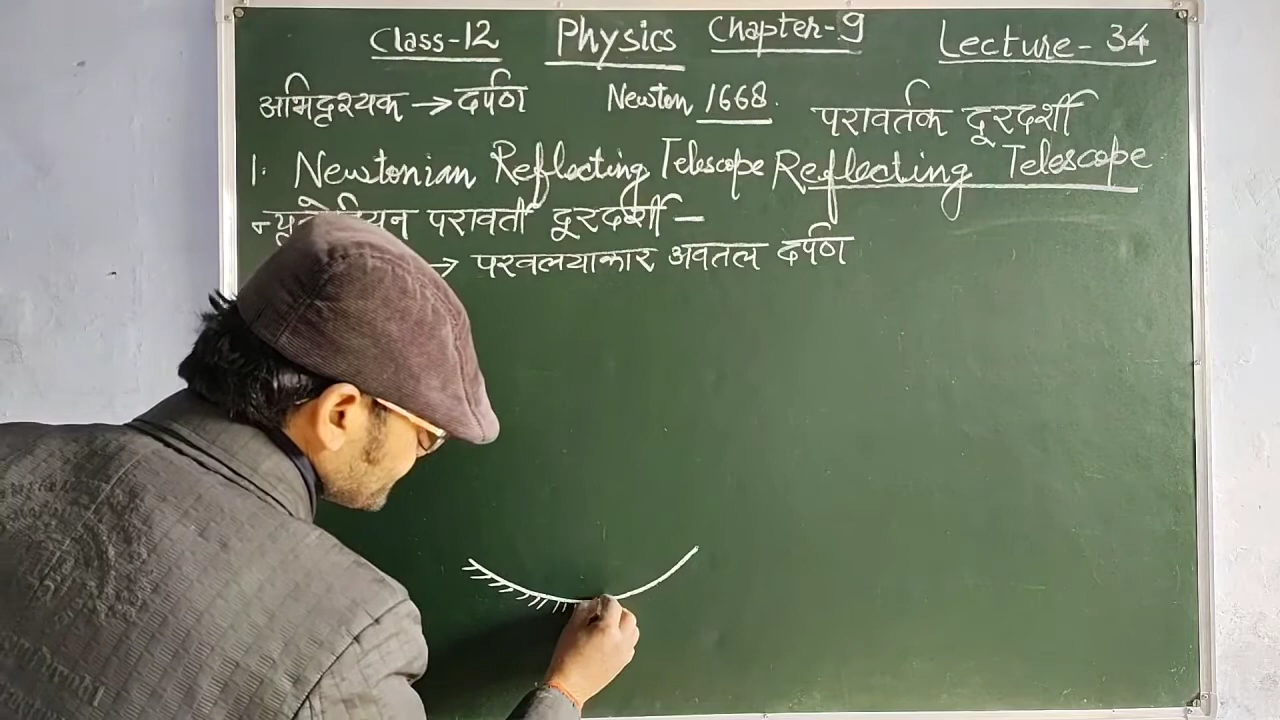 Class-12 Physics Chapter-9 Lecture-34
अभिदृश्यक → दर्पण Newton 1668. परावर्तक दूरदर्शी
1. Newtonian Reflecting Telescope Reflecting Telescope
परावर्ती दूरदर्शी –
→ परवलयाकार अवतल दर्पण